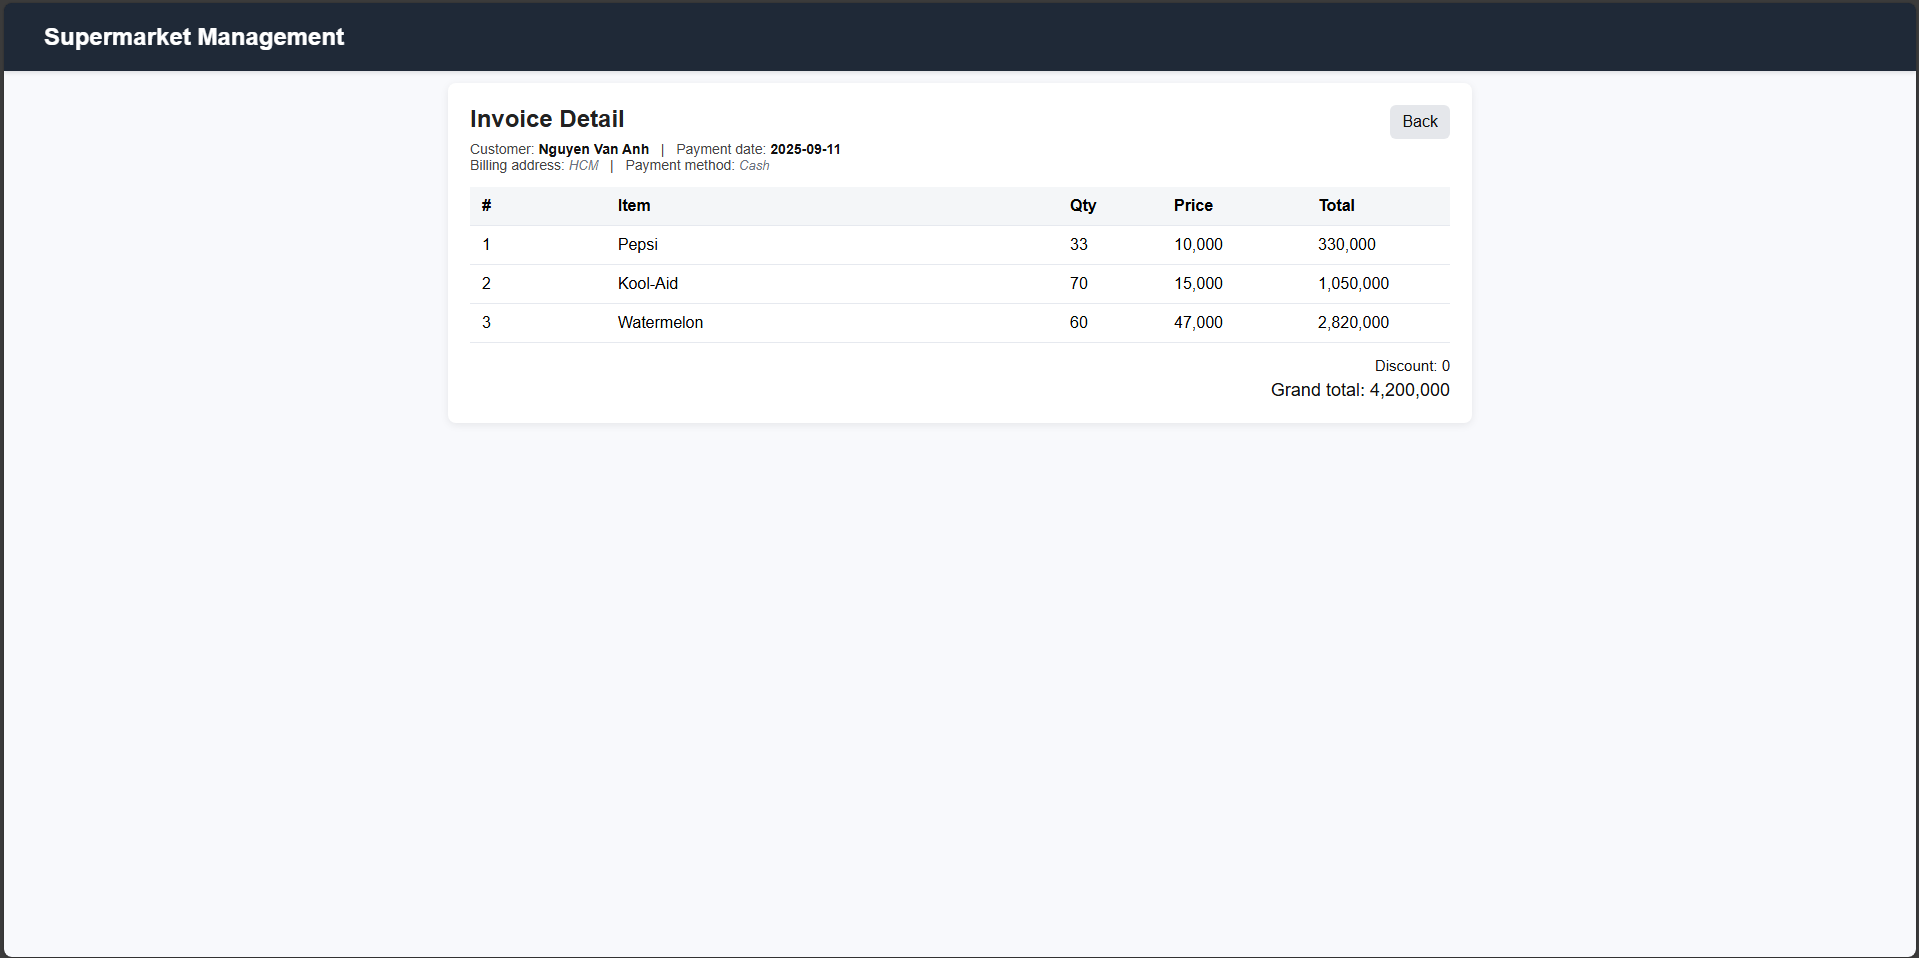 Supermarket Management
Invoice Detail
Back
Customer: Nguyen Van Anh | Payment date: 2025-09-11
Billing address: HCM | Payment method: Cash
# Item Qty Price Total
1 Pepsi 33 10,000 330,000
2 Kool-Aid 70 15,000 1,050,000
3 Watermelon 60 47,000 2,820,000
Discount: 0
Grand total: 4,200,000